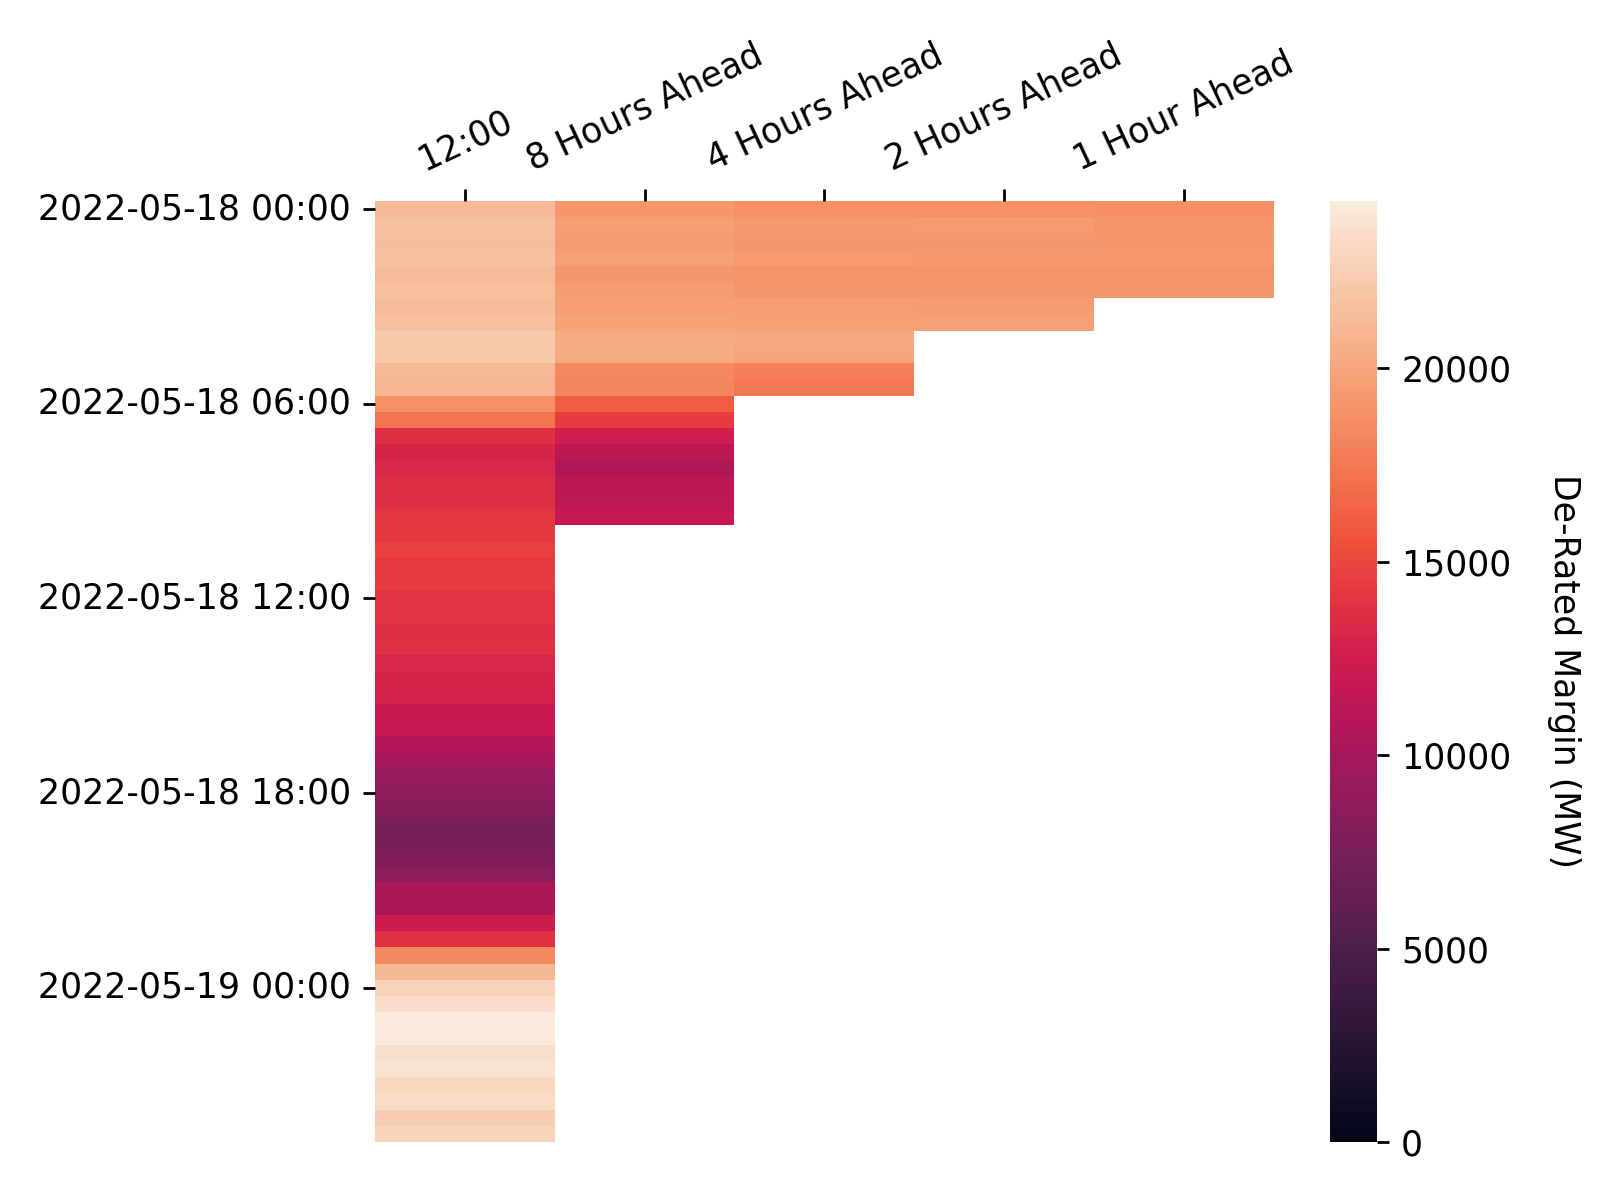 12:00
8 Hours Ahead
4 Hours Ahead
2 Hours Ahead
1 Hour Ahead
2022-05-18 00:00
2022-05-18 06:00
2022-05-18 12:00
2022-05-18 18:00
2022-05-19 00:00
20000
15000
10000
5000
0
De-Rated Margin (MW)